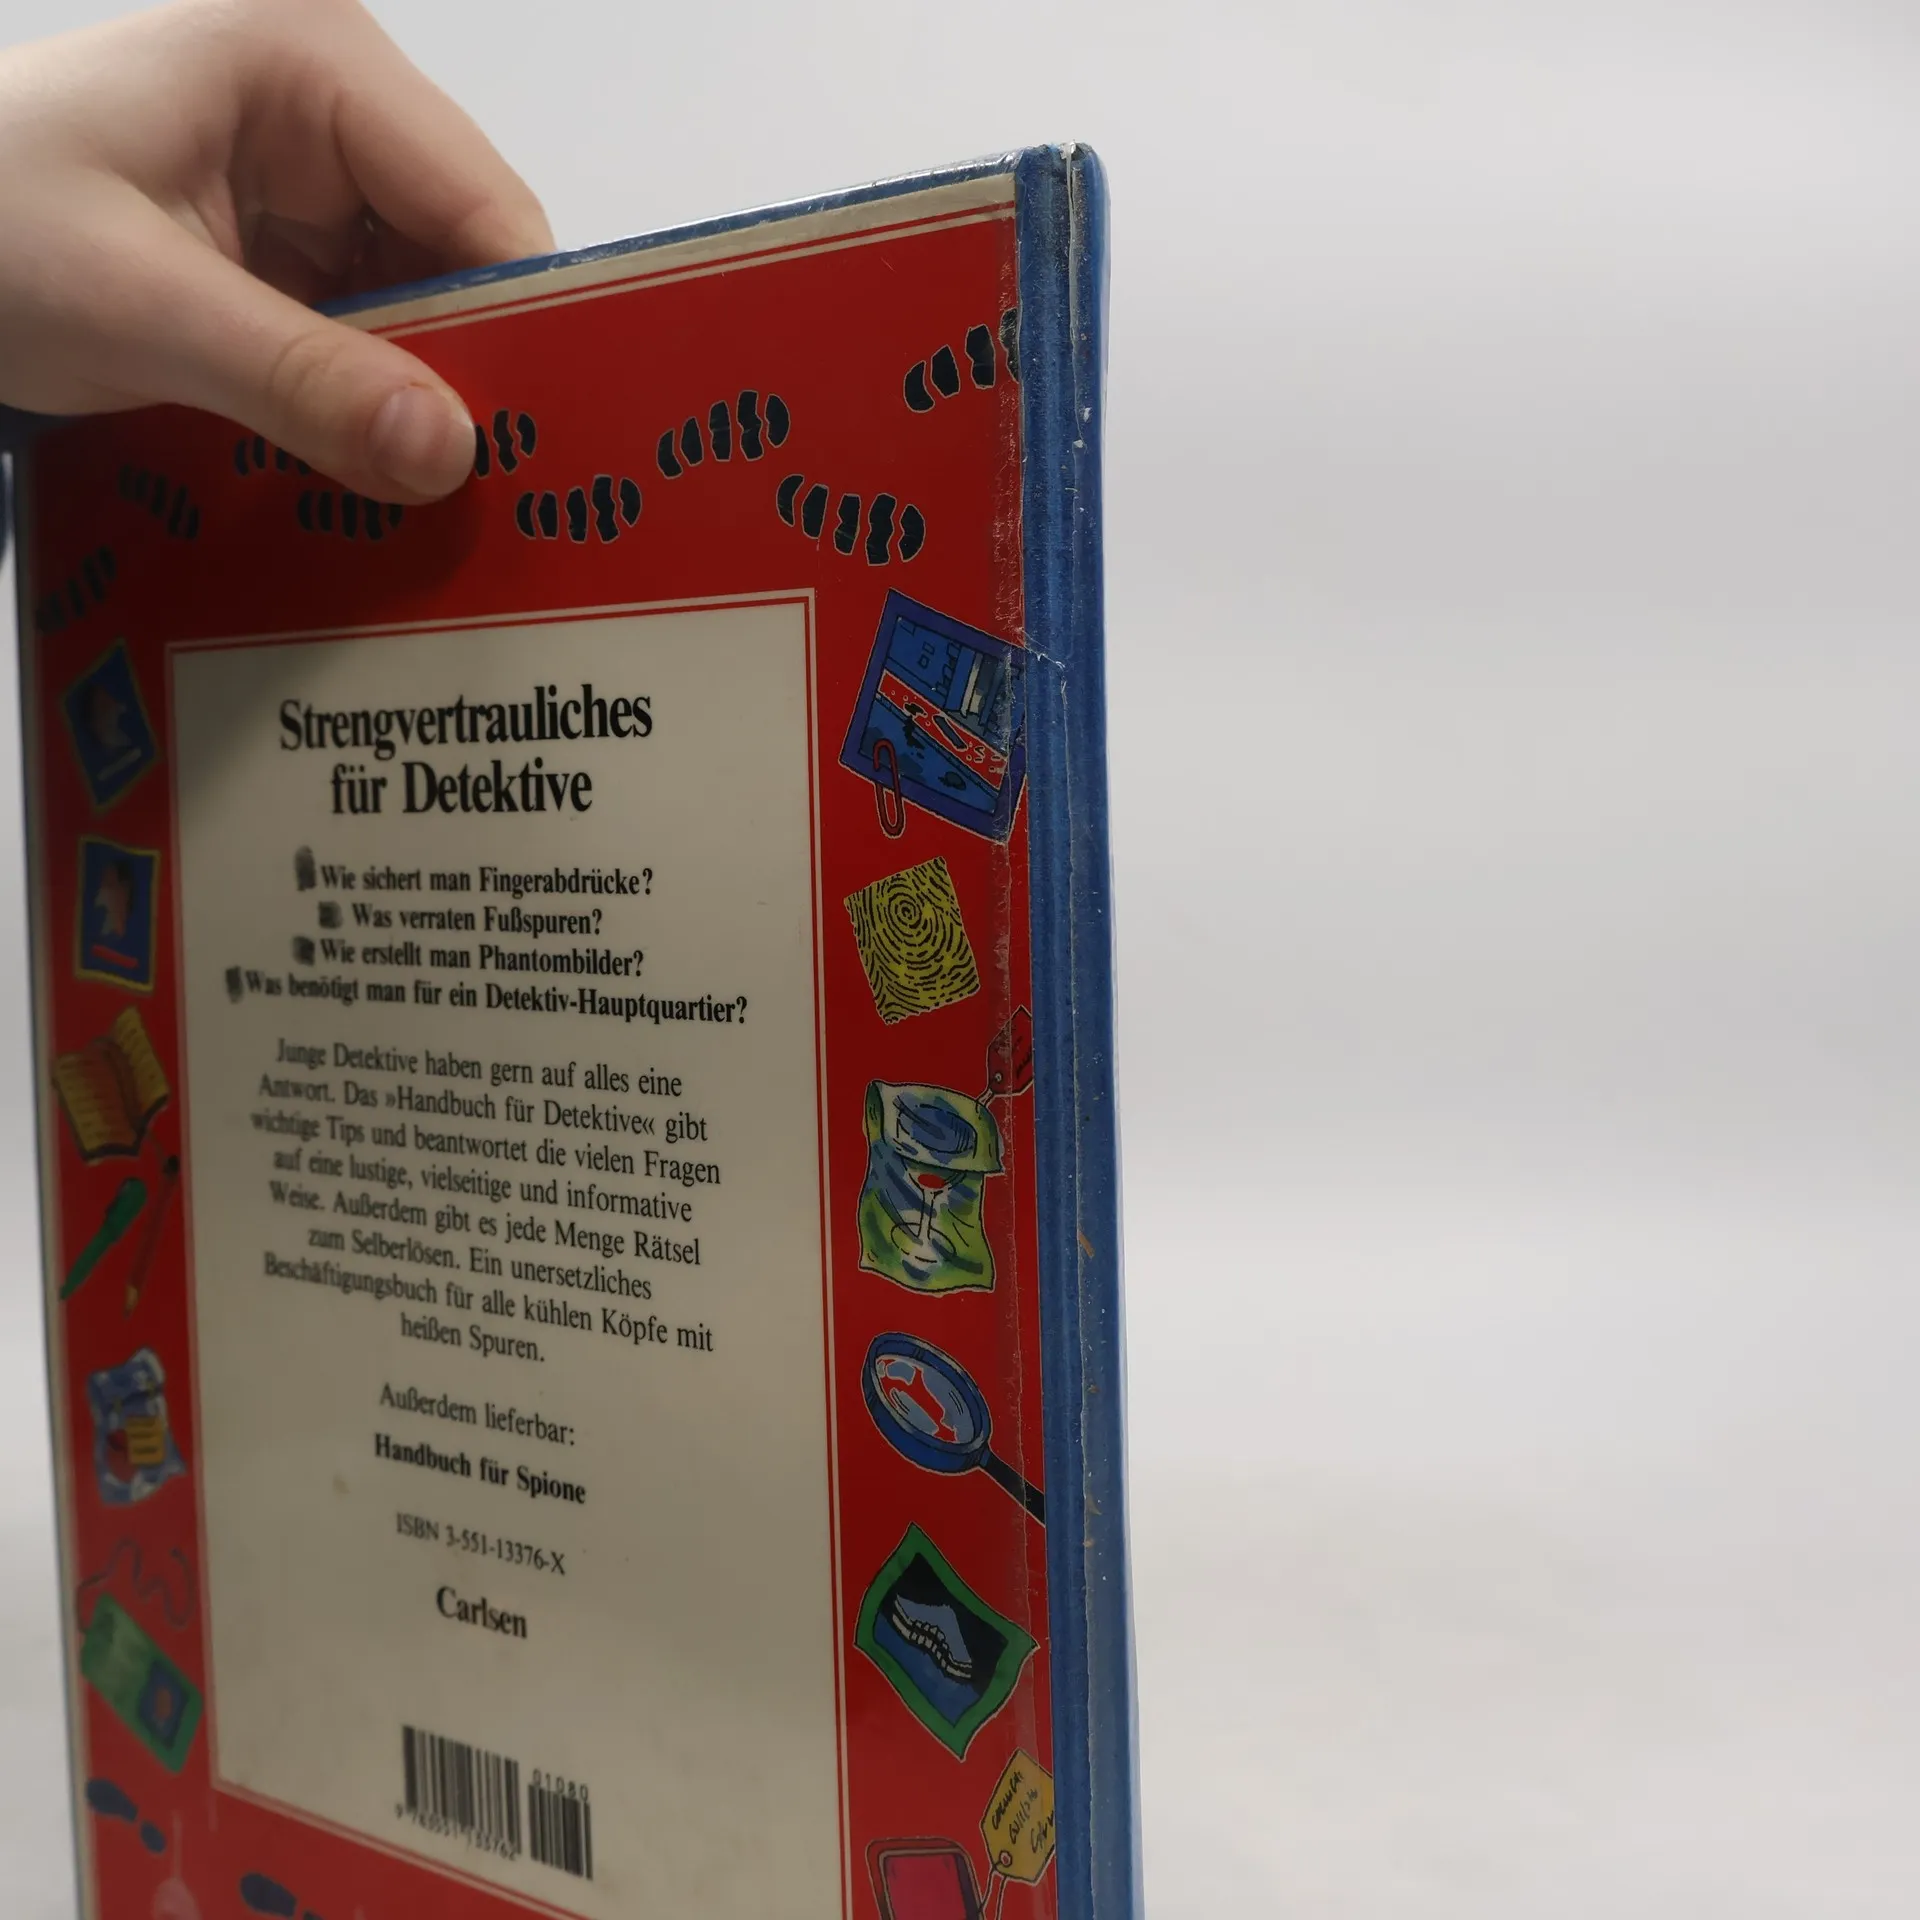 Strengvertrauliches
für Detektive
Wie sichert man Fingerabdrücke?
Was verraten Fußspuren?
Wie erstellt man Phantombilder?
Was benötigt man für ein Detektiv-Hauptquartier?
Junge Detektive haben gern auf alles eine
Antwort. Das »Handbuch für Detektive« gibt
wichtige Tips und beantwortet die vielen Fragen
auf eine lustige, vielseitige und informative
Weise. Außerdem gibt es jede Menge Rätsel
zum Selberlösen. Ein unersetzliches
Beschäftigungsbuch für alle kühlen Köpfe mit
heißen Spuren.
Außerdem lieferbar:
Handbuch für Spione
ISBN 3-551-13376-X
Carlsen
01080
9 783551 133762